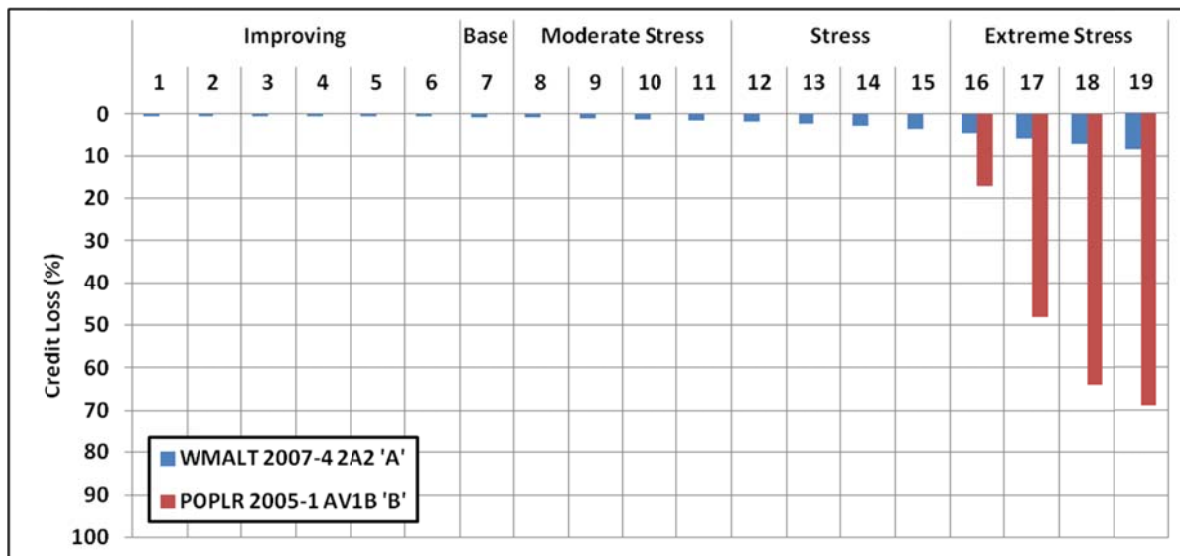 Improving Base Moderate Stress Stress Extreme Stress
1 2 3 4 5 6 7 8 9 10 11 12 13 14 15 16 17 18 19
0
10
20
30
40
50
60
70
80
90
100
Credit Loss (%)
WMALT 2007-4 2A2 'A'
POPLR 2005-1 AV1B 'B'